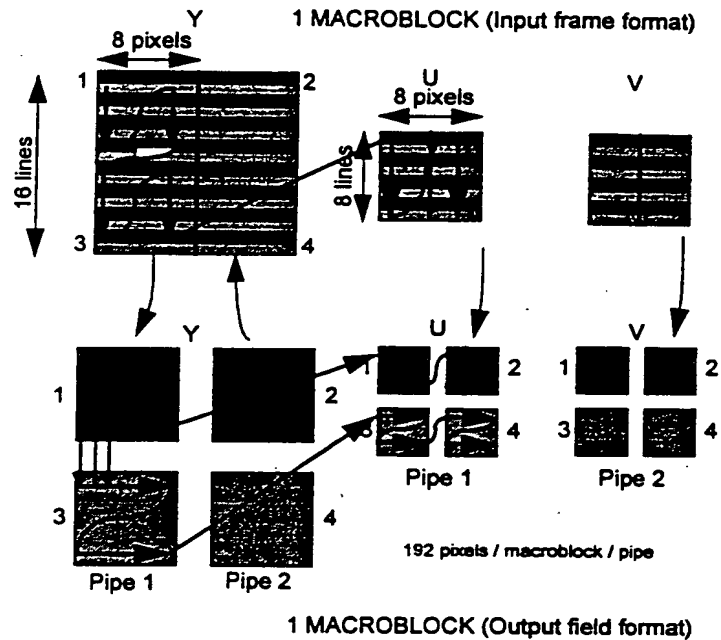 Y
1 MACROBLOCK (Input frame format)
8 pixels
1
2
16 lines
3
4
U
8 pixels
8 lines
V
Y
1
2
3
4
Pipe 1
Pipe 2
U
1
2
3
4
Pipe 1
V
1
2
3
4
Pipe 2
192 pixels / macroblock / pipe
1 MACROBLOCK (Output field format)